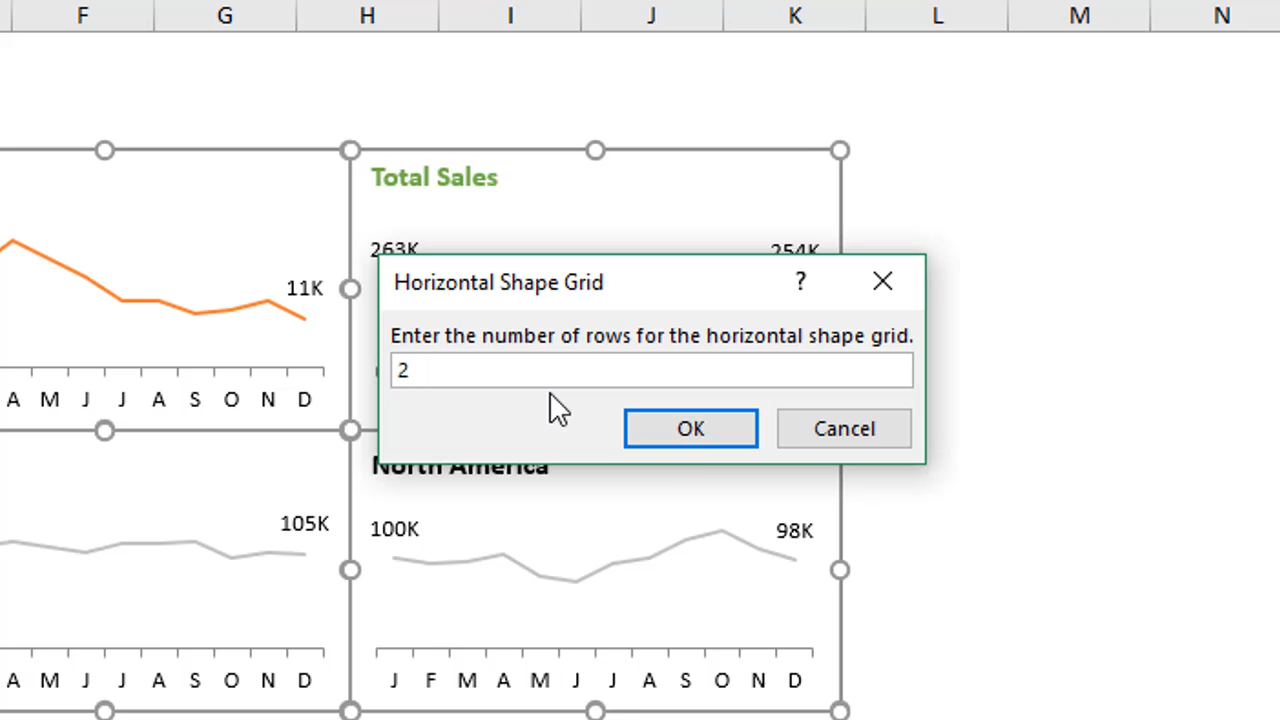 F G H I J K L M N
Total Sales
263K 254K
Horizontal Shape Grid ?
11K
Enter the number of rows for the horizontal shape grid.
2
A M J J A S O N D
OK Cancel
North America
105K
100K 98K
A M J J A S O N D
J F M A M J J A S O N D